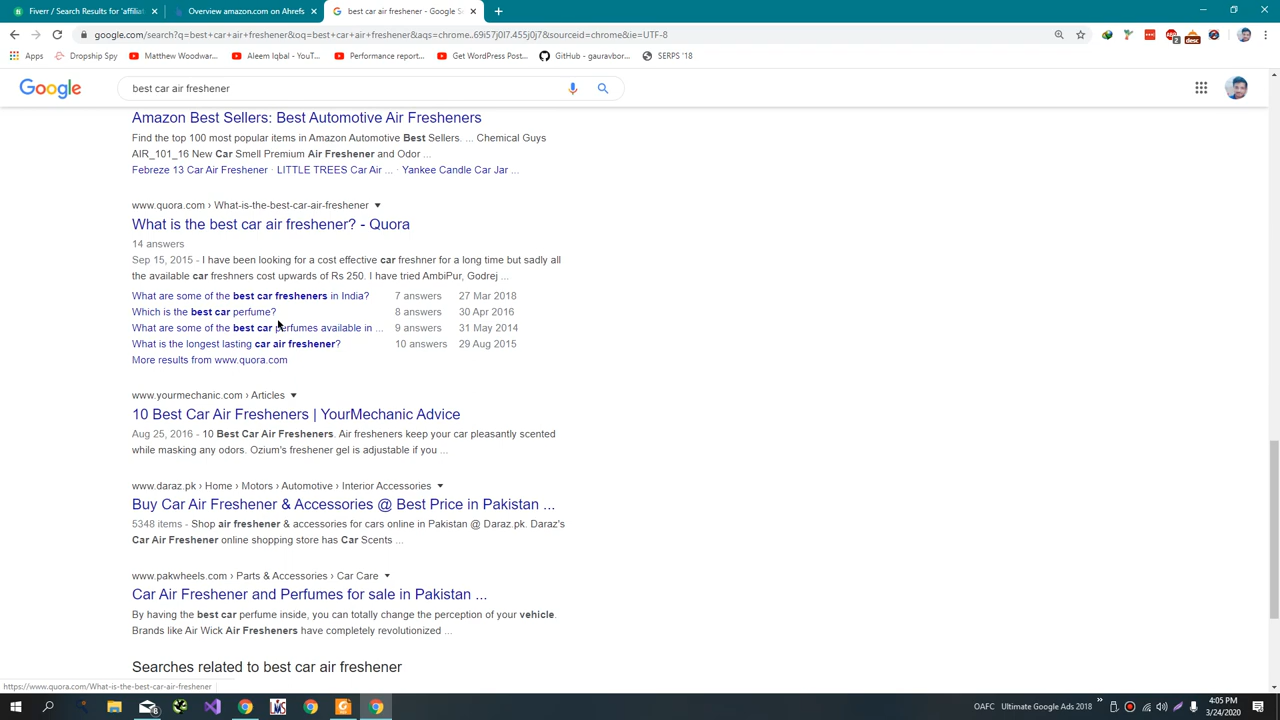 Fiverr / Search Results for 'affiliat
Overview amazon.com on Ahrefs
best car air freshener - Google Se
google.com/search?q=best+car+air+freshener&oq=best+car+air+freshener&aqs=chrome..69i57j0l7.455j0j7&sourceid=chrome&ie=UTF-8
Apps
Dropship Spy
Matthew Woodwar...
Aleem Iqbal - YouT...
Performance report...
Get WordPress Post...
GitHub - gauravbor...
SERPS '18
Google
best car air freshener
Amazon Best Sellers: Best Automotive Air Fresheners
Find the top 100 most popular items in Amazon Automotive Best Sellers. ... Chemical Guys
AIR_101_16 New Car Smell Premium Air Freshener and Odor ...
Febreze 13 Car Air Freshener · LITTLE TREES Car Air ... · Yankee Candle Car Jar ...
www.quora.com › What-is-the-best-car-air-freshener
What is the best car air freshener? - Quora
14 answers
Sep 15, 2015 - I have been looking for a cost effective car freshner for a long time but sadly all
the available car freshners cost upwards of Rs 250. I have tried AmbiPur, Godrej ...
What are some of the best car fresheners in India? 7 answers 27 Mar 2018
Which is the best car perfume? 8 answers 30 Apr 2016
What are some of the best car perfumes available in ... 9 answers 31 May 2014
What is the longest lasting car air freshener? 10 answers 29 Aug 2015
More results from www.quora.com
www.yourmechanic.com › Articles
10 Best Car Air Fresheners | YourMechanic Advice
Aug 25, 2016 - 10 Best Car Air Fresheners. Air fresheners keep your car pleasantly scented
while masking any odors. Ozium's freshener gel is adjustable if you ...
www.daraz.pk › Home › Motors › Automotive › Interior Accessories
Buy Car Air Freshener & Accessories @ Best Price in Pakistan ...
5348 items - Shop air freshener & accessories for cars online in Pakistan @ Daraz.pk. Daraz's
Car Air Freshener online shopping store has Car Scents ...
www.pakwheels.com › Parts & Accessories › Car Care
Car Air Freshener and Perfumes for sale in Pakistan ...
By having the best car perfume inside, you can totally change the perception of your vehicle.
Brands like Air Wick Air Fresheners have completely revolutionized ...
Searches related to best car air freshener
https://www.quora.com/What-is-the-best-car-air-freshener
OAFC Ultimate Google Ads 2018
4:05 PM
3/24/2020